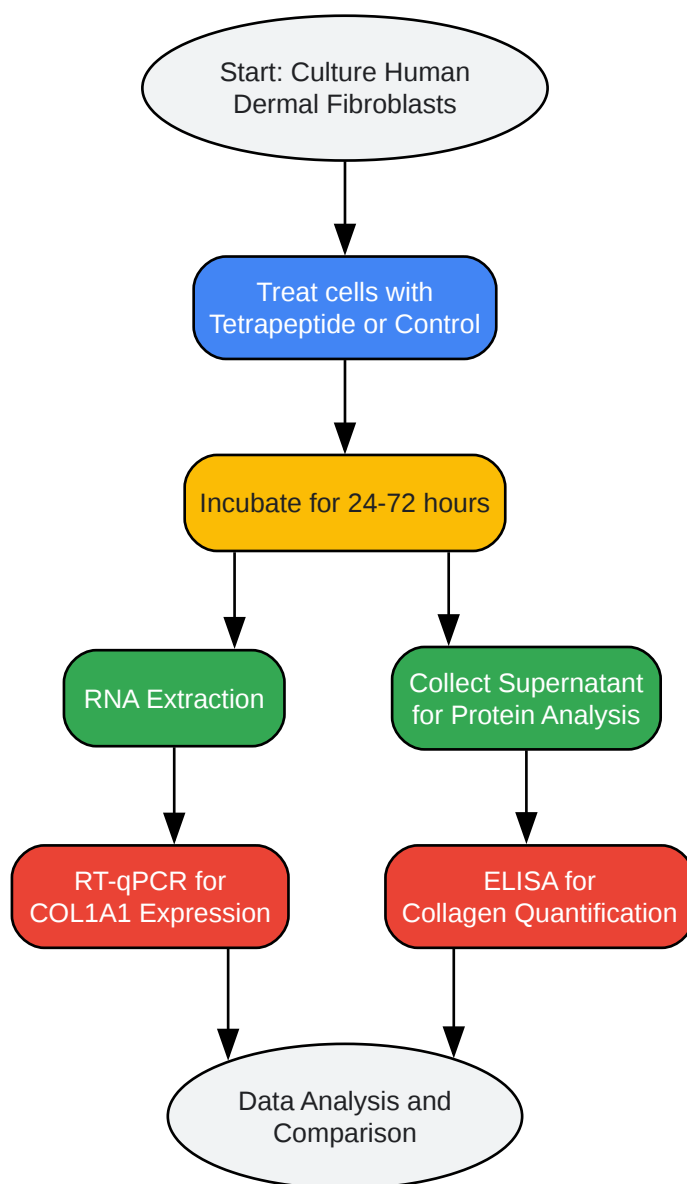 Start: Culture Human
Dermal Fibroblasts
Treat cells with
Tetrapeptide or Control
Incubate for 24-72 hours
RNA Extraction
Collect Supernatant
for Protein Analysis
RT-qPCR for
COL1A1 Expression
ELISA for
Collagen Quantification
Data Analysis and
Comparison